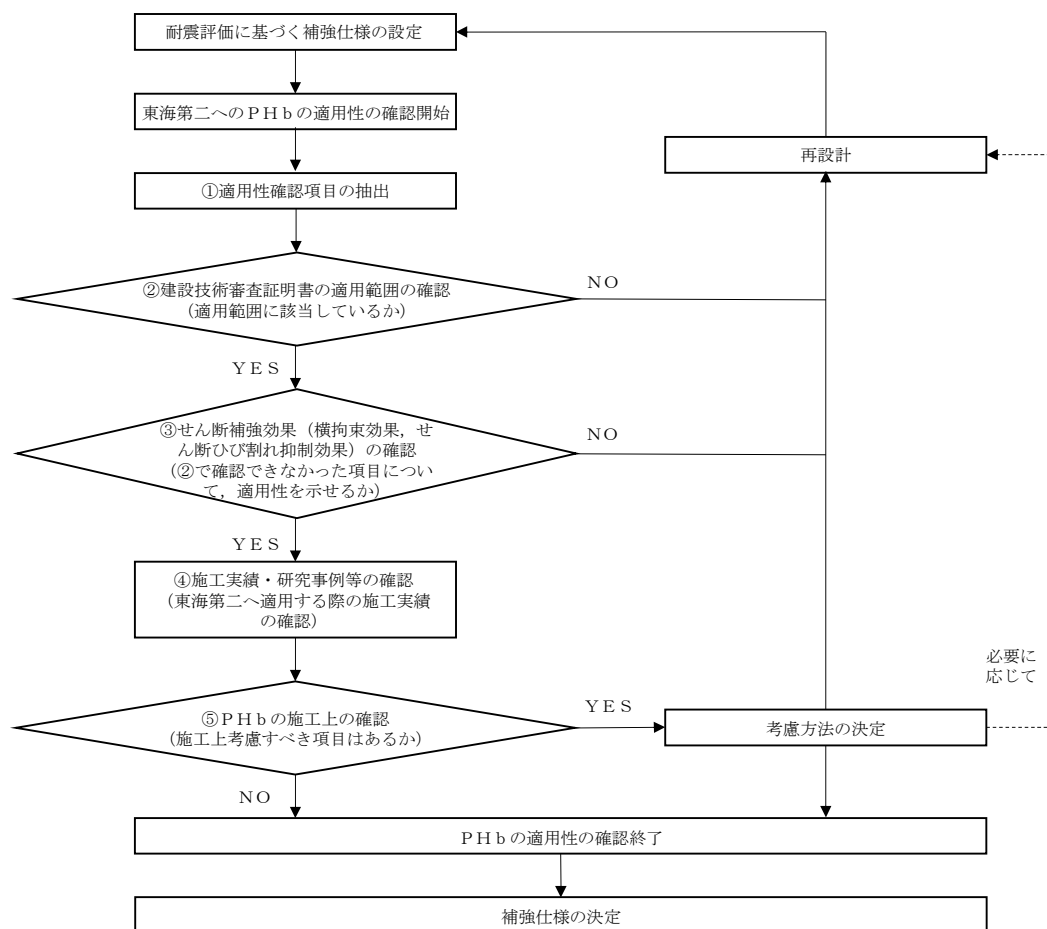 耐震評価に基づく補強仕様の設定
東海第二へのＰＨｂの適用性の確認開始
再設計
①適用性確認項目の抽出
②建設技術審査証明書の適用範囲の確認
（適用範囲に該当しているか）
ＮＯ
ＹＥＳ
③せん断補強効果（横拘束効果，せ
ん断ひび割れ抑制効果）の確認
（②で確認できなかった項目につい
て，適用性を示せるか）
ＮＯ
ＹＥＳ
④施工実績・研究事例等の確認
（東海第二へ適用する際の施工実績
の確認）
必要に
応じて
⑤ＰＨｂの施工上の確認
（施工上考慮すべき項目はあるか）
ＹＥＳ
考慮方法の決定
ＮＯ
ＰＨｂの適用性の確認終了
補強仕様の決定